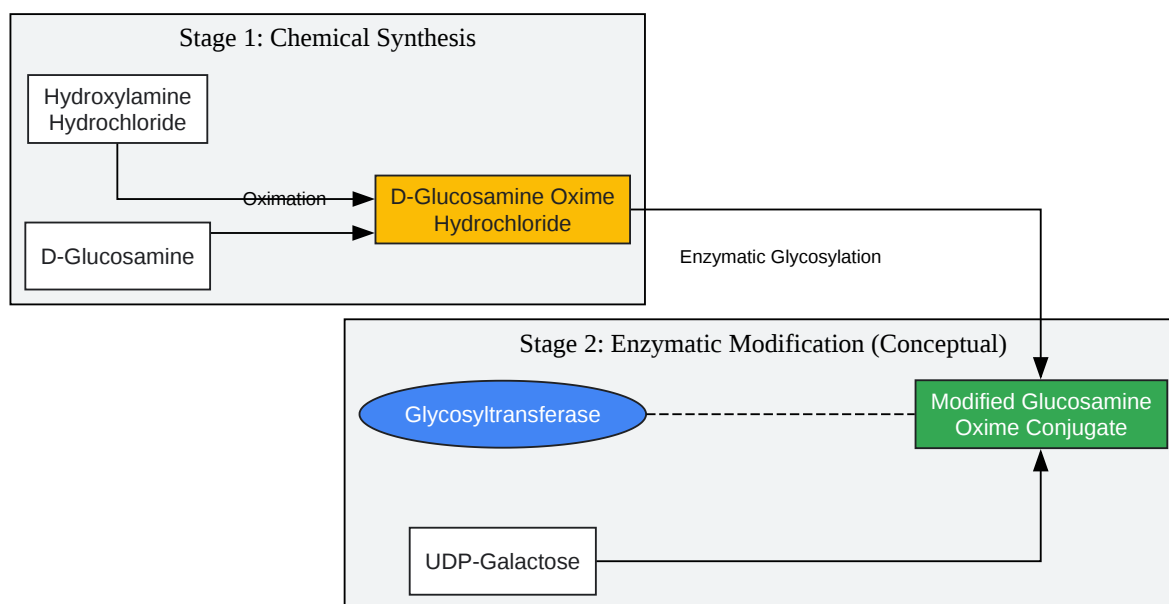 Stage 1: Chemical Synthesis
Hydroxylamine
Hydrochloride
Oximation
D-Glucosamine Oxime
Hydrochloride
D-Glucosamine
Enzymatic Glycosylation
Stage 2: Enzymatic Modification (Conceptual)
Glycosyltransferase
Modified Glucosamine
Oxime Conjugate
UDP-Galactose